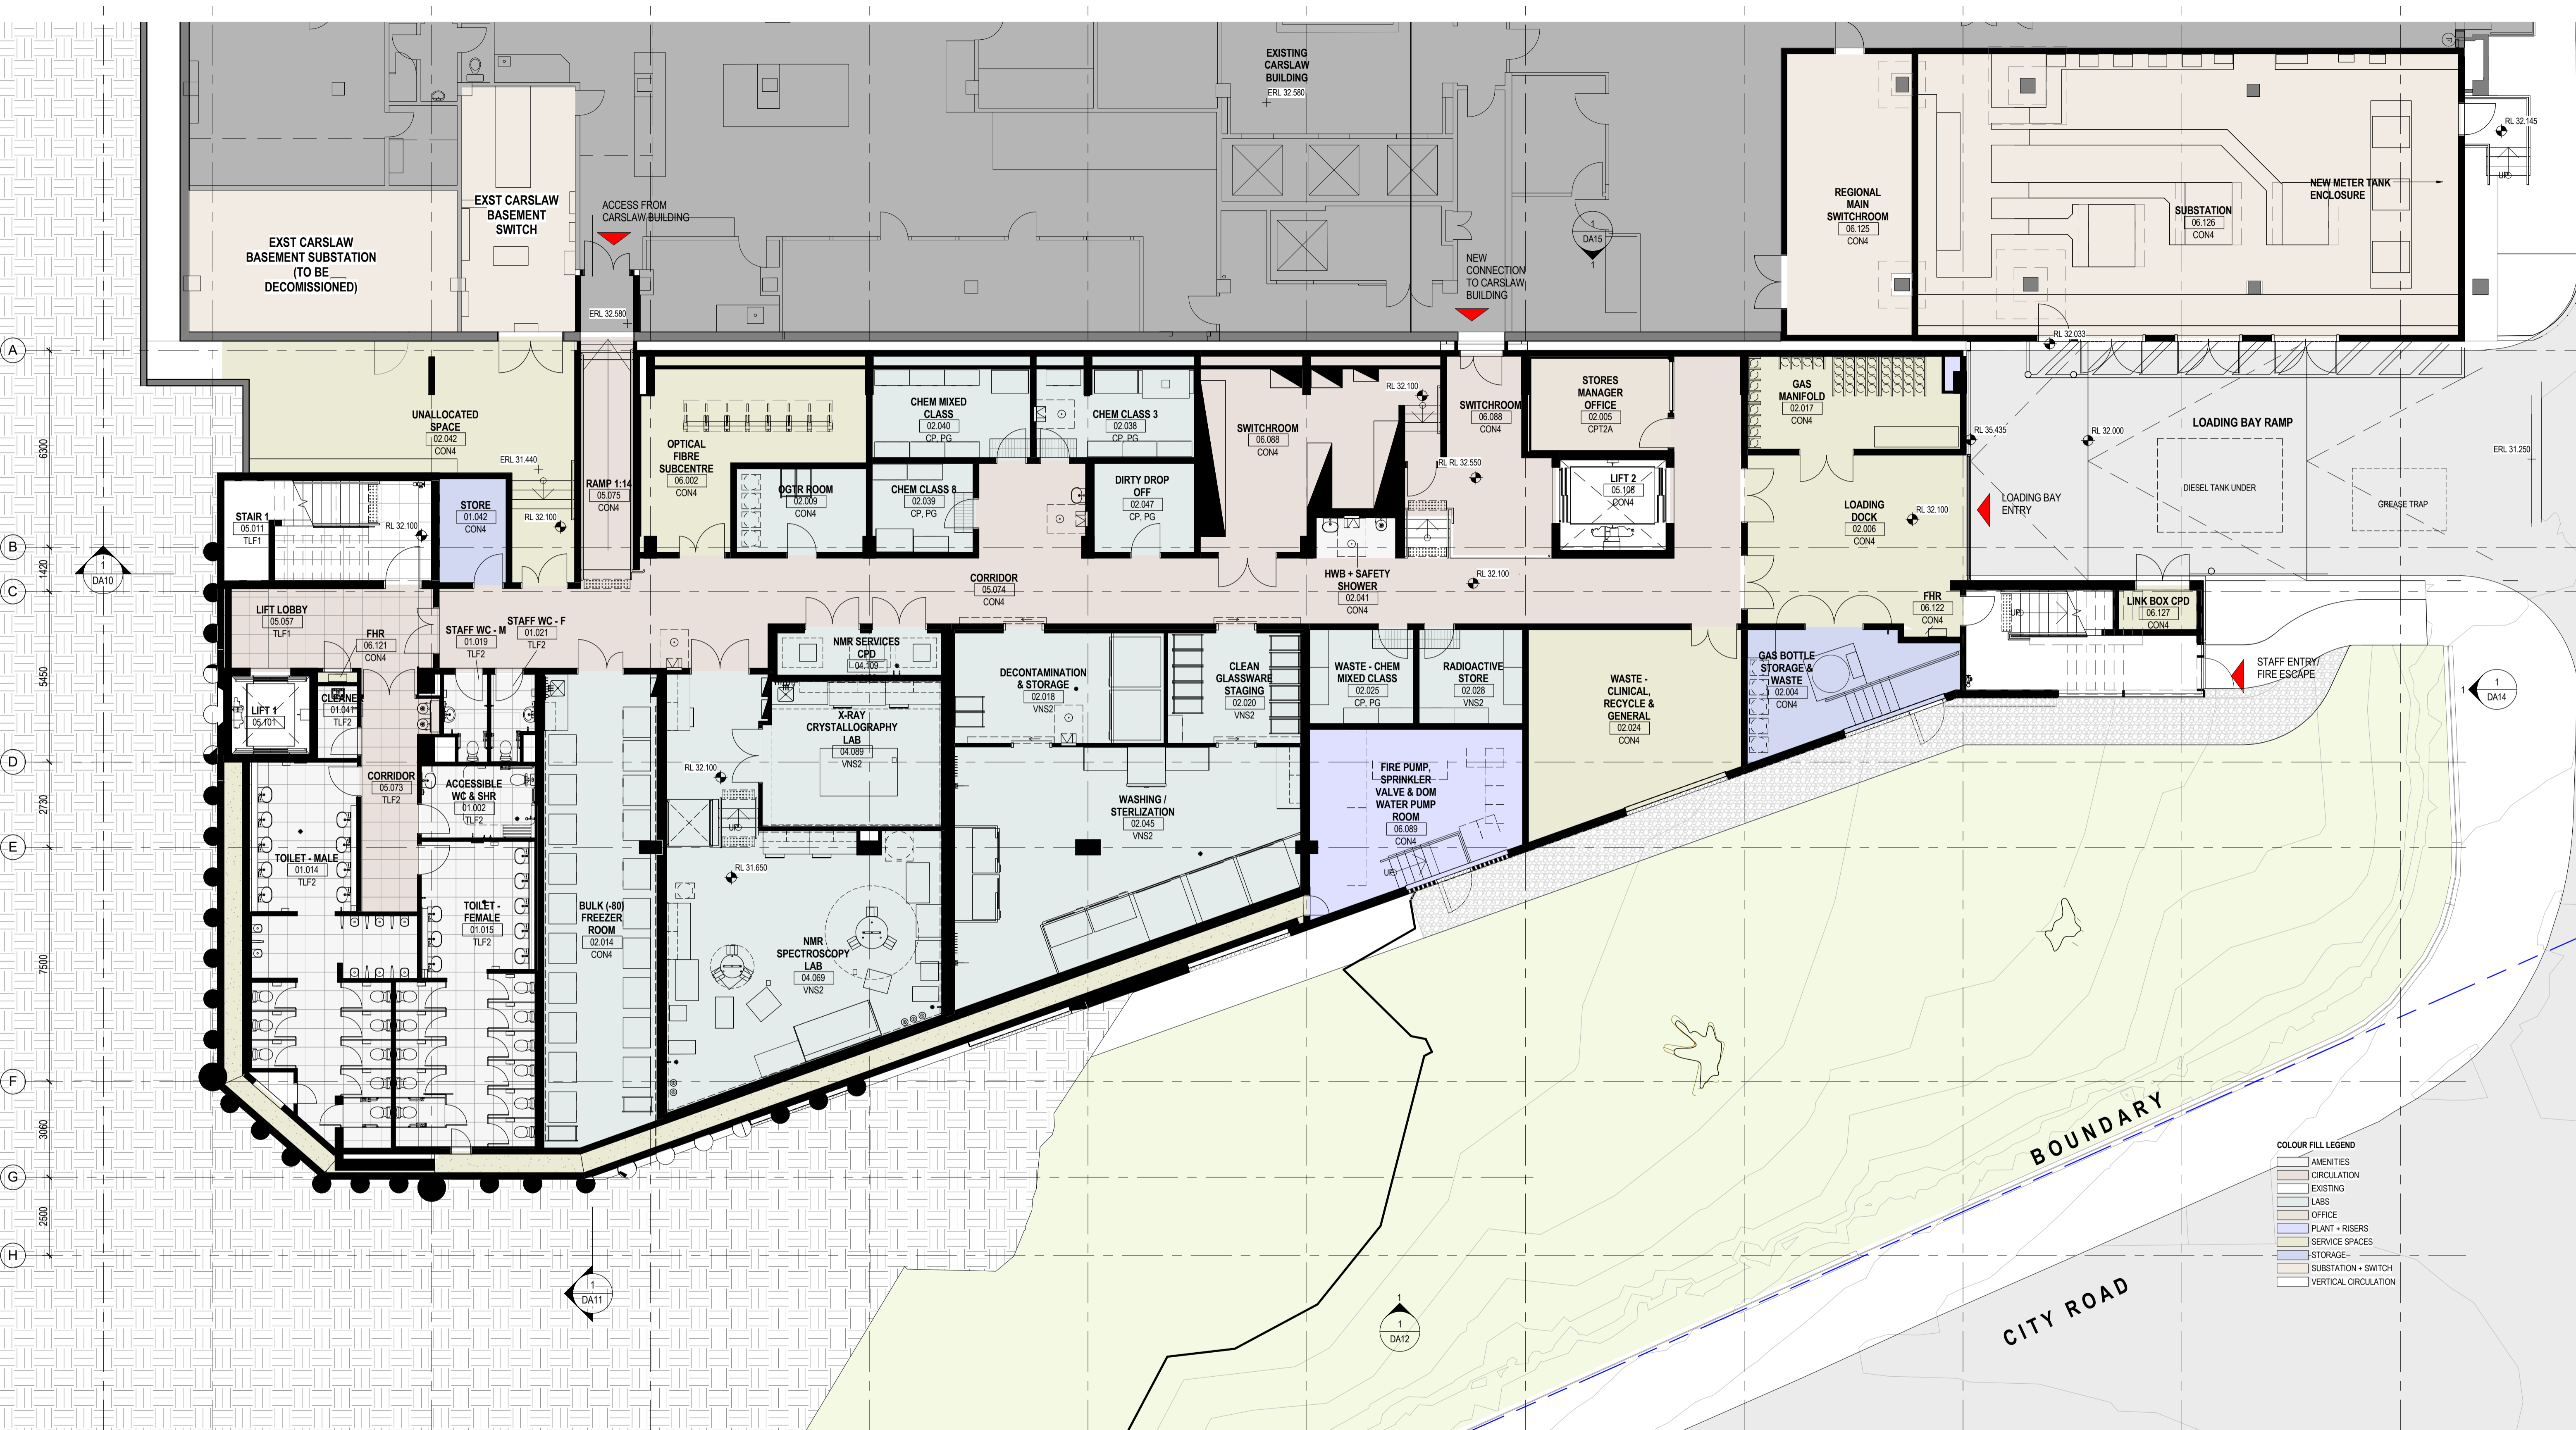 EXISTING
CARSLAW
BUILDING
ERL 32.580
EXST CARSLAW
BASEMENT
SWITCH
EXST CARSLAW
BASEMENT SUBSTATION
(TO BE
DECOMISSIONED)
ACCESS FROM
CARSLAW BUILDING
ERL 32.580
1
DA15
1
NEW
CONNECTION
TO CARSLAW
BUILDING
REGIONAL
MAIN
SWITCHROOM
06.125
CON4
SUBSTATION
06.126
CON4
NEW METER TANK
ENCLOSURE
RL 32.145
UP
RL 32.033
A
B
C
D
E
F
G
H
6300
1420
5450
2730
7500
3060
2500
UNALLOCATED
SPACE
02.042
CON4
ERL 31.440
RL 32.100
STAIR 1
05.011
TLF1
RL 32.100
STORE
01.042
CON4
RAMP 1:14
05.075
CON4
OPTICAL
FIBRE
SUBCENTRE
06.002
CON4
OGTR ROOM
02.009
CON4
CHEM MIXED
CLASS
02.040
CP, PG
CHEM CLASS 3
02.038
CP, PG
CHEM CLASS 8
02.039
CP, PG
DIRTY DROP
OFF
02.047
CP, PG
SWITCHROOM
06.088
CON4
RL 32.100
SWITCHROOM
06.088
CON4
RL RL 32.550
STORES
MANAGER
OFFICE
02.005
CPT2A
LIFT 2
05.106
CON4
GAS
MANIFOLD
02.017
CON4
LOADING
DOCK
02.006
CON4
RL 32.100
RL 35.435
RL 32.000
LOADING BAY RAMP
DIESEL TANK UNDER
GREASE TRAP
ERL 31.250
LOADING BAY
ENTRY
1
DA10
LIFT LOBBY
05.057
TLF1
FHR
06.121
CON4
STAFF WC - M
01.019
TLF2
STAFF WC - F
01.021
TLF2
CORRIDOR
05.074
CON4
HWB + SAFETY
SHOWER
02.041
CON4
RL 32.100
FHR
06.122
CON4
UP
LINK BOX CPD
06.127
CON4
STAFF ENTRY/
FIRE ESCAPE
1
1
DA14
LIFT 1
05.101
CLEANER
01.041
TLF2
NMR SERVICES
CPD
04.109
X-RAY
CRYSTALLOGRAPHY
LAB
04.089
VNS2
DECONTAMINATION
& STORAGE
02.018
VNS2
CLEAN
GLASSWARE
STAGING
02.020
VNS2
WASTE - CHEM
MIXED CLASS
02.025
CP, PG
RADIOACTIVE
STORE
02.028
VNS2
WASTE -
CLINICAL,
RECYCLE &
GENERAL
02.024
CON4
GAS BOTTLE
STORAGE &
WASTE
02.004
CON4
CORRIDOR
05.073
TLF2
ACCESSIBLE
WC & SHR
01.002
TLF2
RL 32.100
UP
RL 31.650
WASHING /
STERLIZATION
02.045
VNS2
FIRE PUMP,
SPRINKLER
VALVE & DOM
WATER PUMP
ROOM
06.089
CON4
UP
TOILET - MALE
01.014
TLF2
TOILET -
FEMALE
01.015
TLF2
BULK (-80)
FREEZER
ROOM
02.014
CON4
NMR
SPECTROSCOPY
LAB
04.069
VNS2
BOUNDARY
CITY ROAD
1
DA11
1
1
DA12
COLOUR FILL LEGEND
AMENITIES
CIRCULATION
EXISTING
LABS
OFFICE
PLANT + RISERS
SERVICE SPACES
STORAGE
SUBSTATION + SWITCH
VERTICAL CIRCULATION